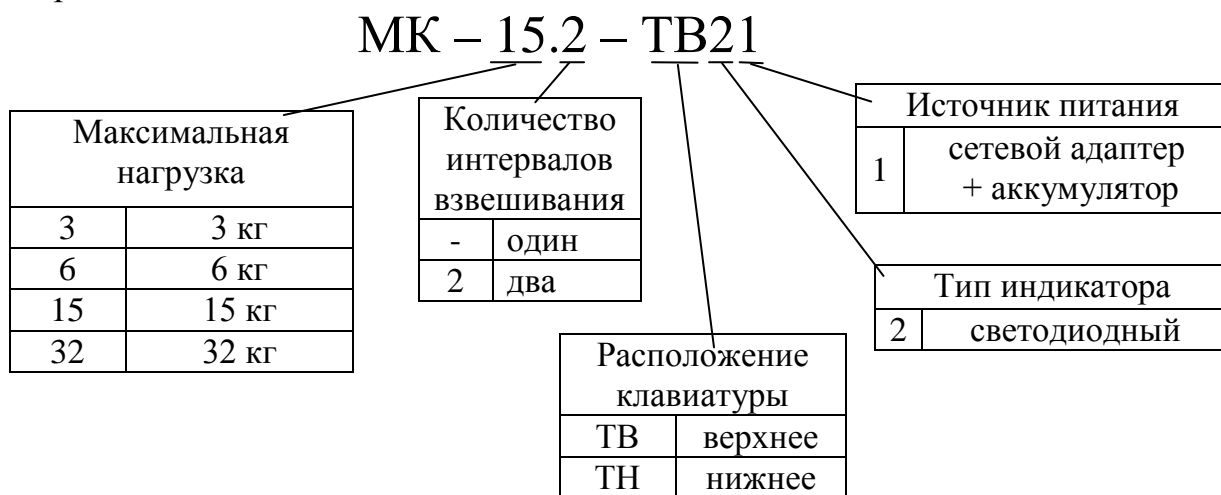 МК – 15.2 – ТВ21
Максимальная
нагрузка
3 3 кг
6 6 кг
15 15 кг
32 32 кг
Количество
интервалов
взвешивания
- один
2 два
Расположение
клавиатуры
ТВ верхнее
ТН нижнее
Источник питания
1 сетевой адаптер
+ аккумулятор
Тип индикатора
2 светодиодный